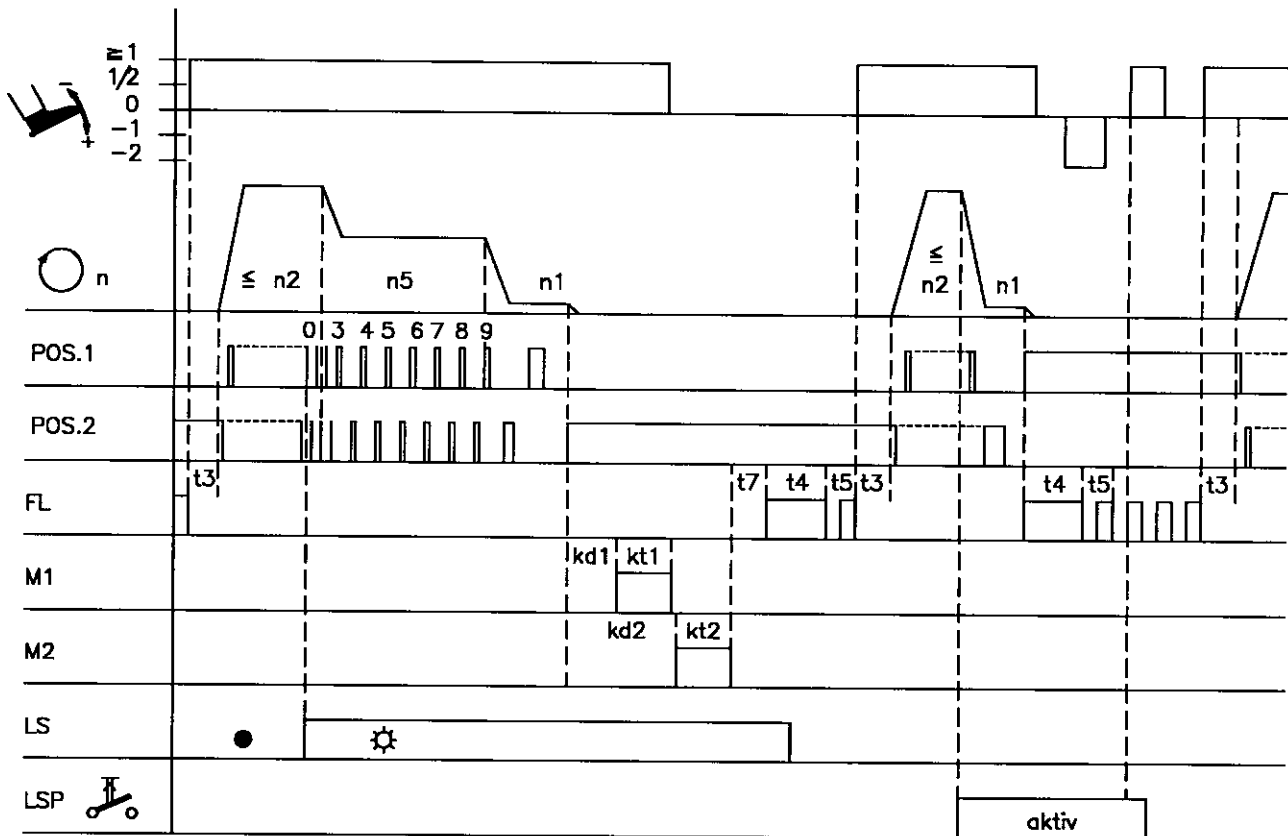 ≧1
1/2
0
-1
-2
-
+
n
≦ n2
n5
n1
≦
n2
n1
0 3 4 5 6 7 8 9
POS.1
POS.2
t3
t7
t4
t5
t3
t4
t5
t3
FL
kd1
kt1
M1
kd2
kt2
M2
LS
LSP
aktiv